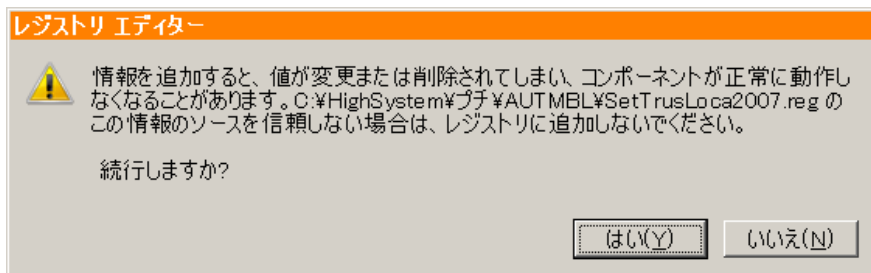 レジストリ エディター
情報を追加すると、値が変更または削除されてしまい、コンポーネントが正常に動作し
なくなることがあります。C:¥HighSystem¥プチ¥AUTMBL¥SetTrusLoca2007.reg の
この情報のソースを信頼しない場合は、レジストリに追加しないでください。
続行しますか?
はい(Y) いいえ(N)